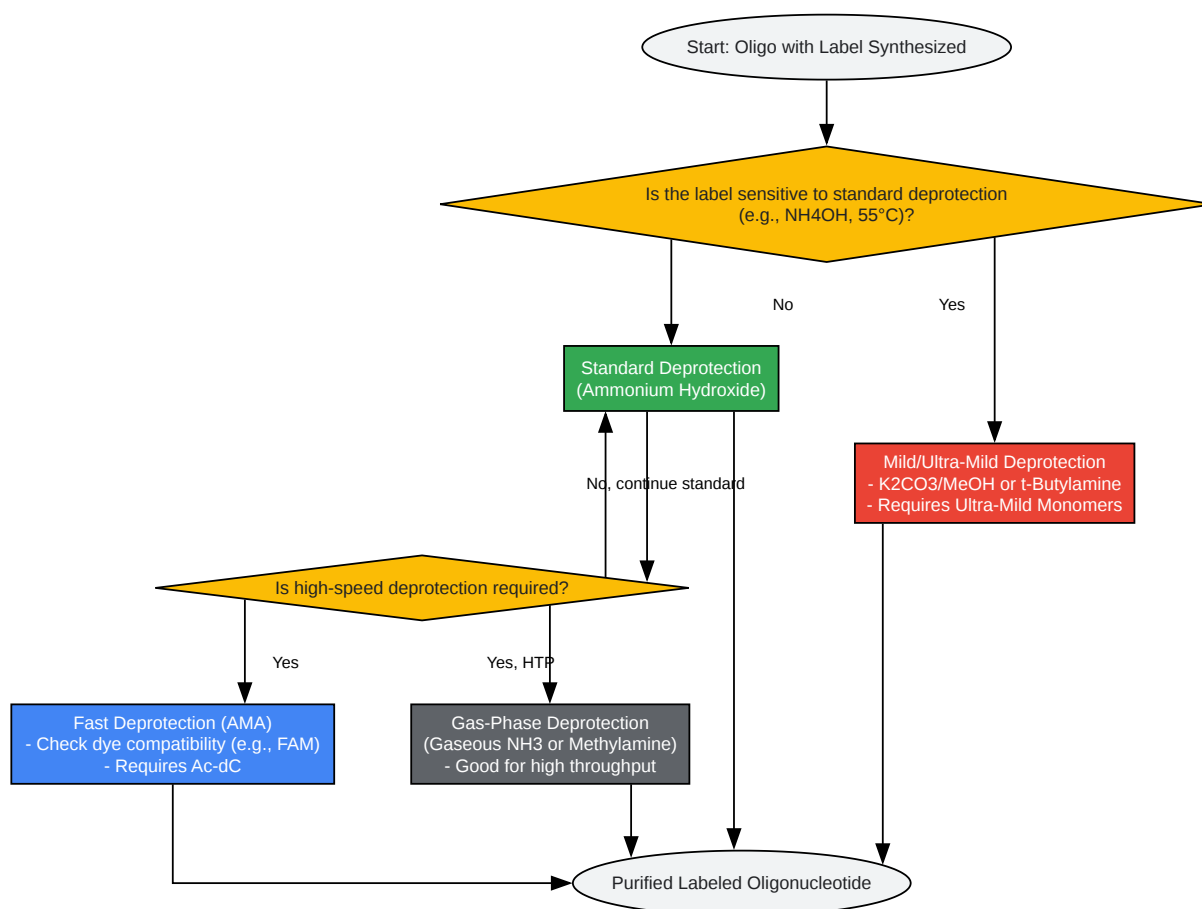 Start: Oligo with Label Synthesized
Is the label sensitive to standard deprotection
(e.g., NH4OH, 55°C)?
No
Yes
Standard Deprotection
(Ammonium Hydroxide)
Mild/Ultra-Mild Deprotection
- K2CO3/MeOH or t-Butylamine
- Requires Ultra-Mild Monomers
No, continue standard
Is high-speed deprotection required?
Yes
Yes, HTP
Fast Deprotection (AMA)
- Check dye compatibility (e.g., FAM)
- Requires Ac-dC
Gas-Phase Deprotection
(Gaseous NH3 or Methylamine)
- Good for high throughput
Purified Labeled Oligonucleotide